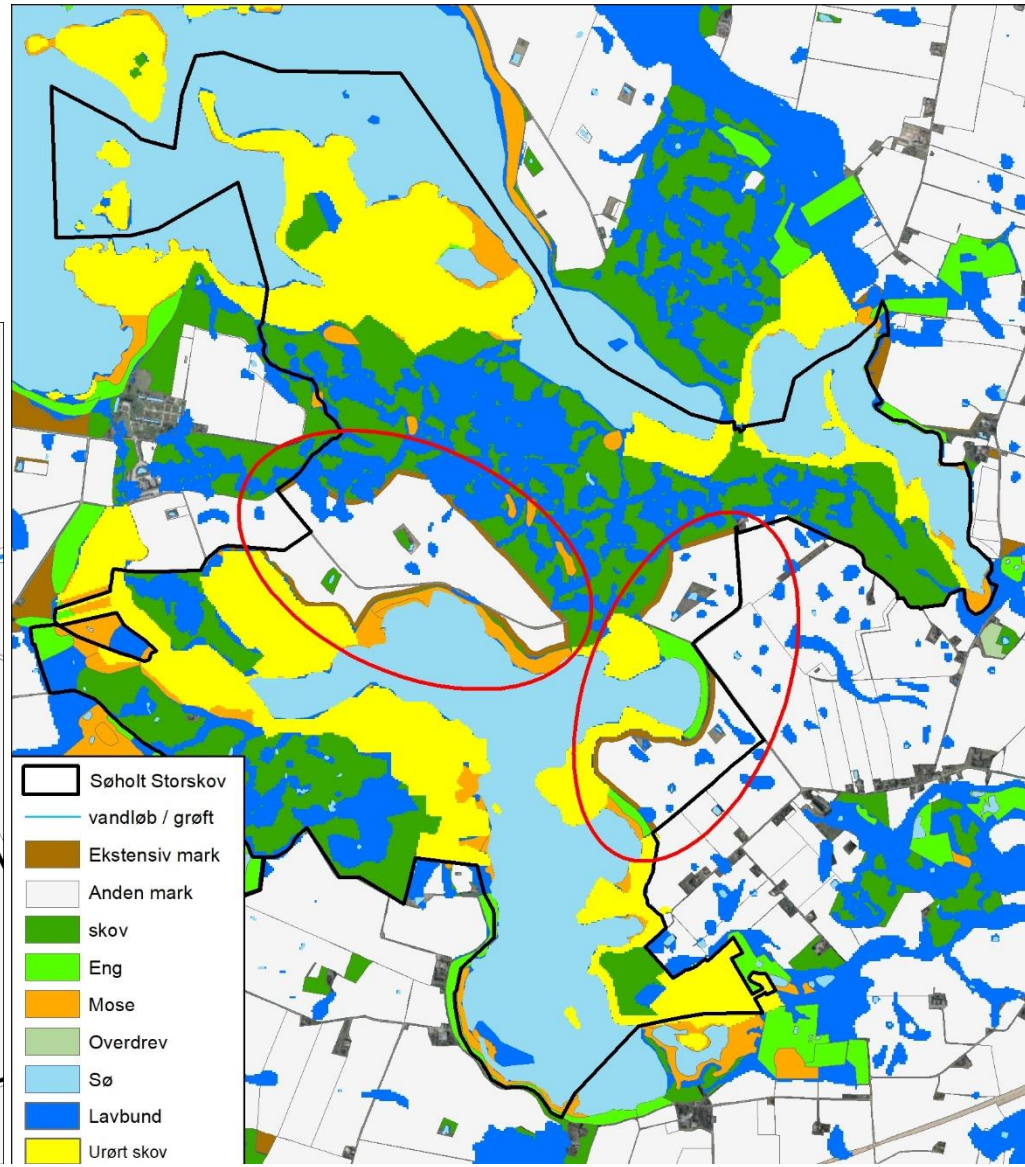 Søholt Storskov
vandløb / grøft
Ekstensiv mark
Anden mark
skov
Eng
Mose
Overdrev
Sø
Lavbund
Urørt skov